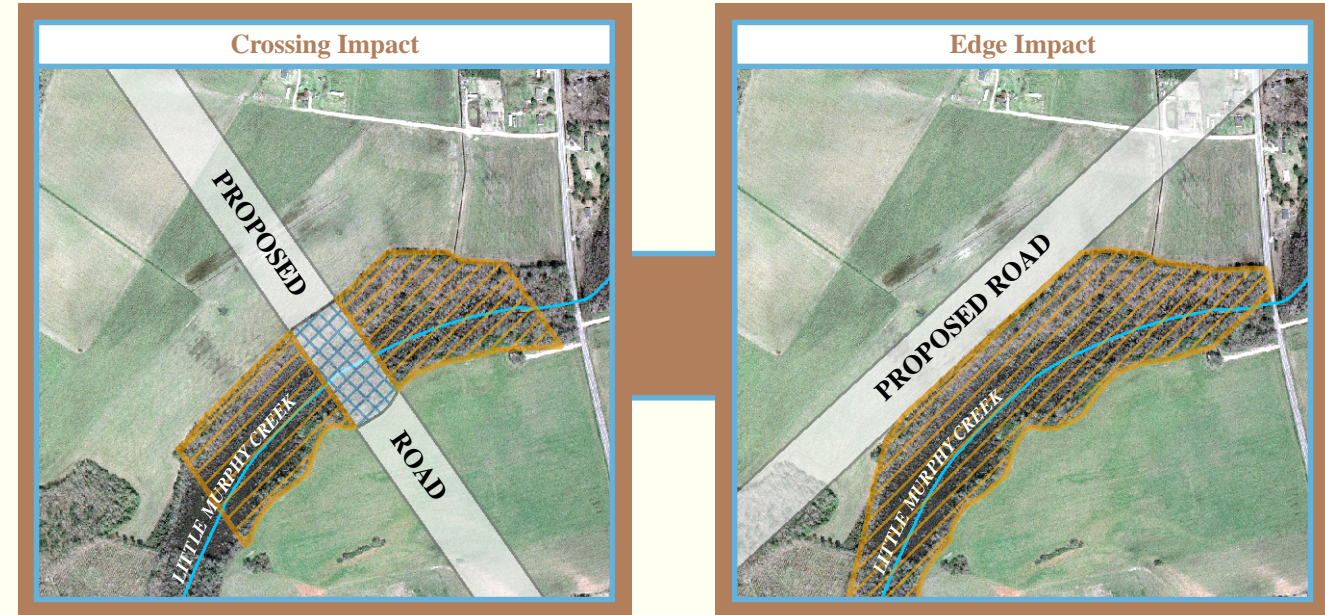 Crossing Impact
PROPOSED
ROAD
LITTLE MURPHY CREEK
Edge Impact
PROPOSED ROAD
LITTLE MURPHY CREEK